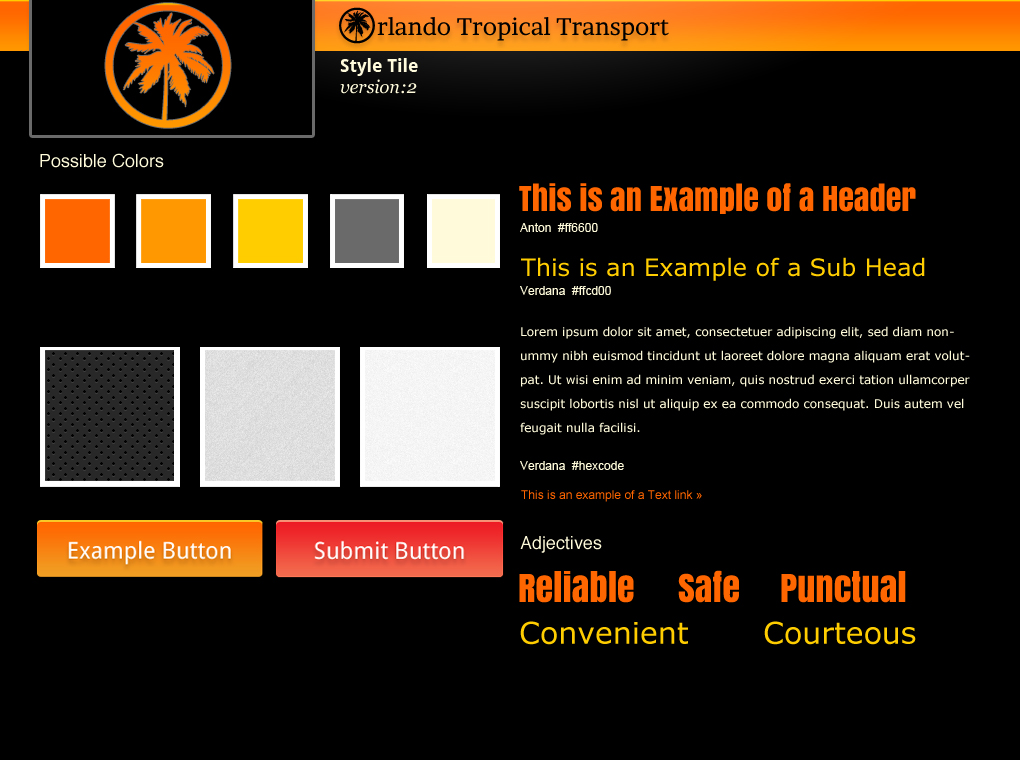 rlando Tropical Transport
Style Tile
version:2
Possible Colors
This is an Example of a Header
Anton #ff6600
This is an Example of a Sub Head
Verdana #ffcd00
Lorem ipsum dolor sit amet, consectetuer adipiscing elit, sed diam non-
ummy nibh euismod tincidunt ut laoreet dolore magna aliquam erat volut-
pat. Ut wisi enim ad minim veniam, quis nostrud exerci tation ullamcorper
suscipit lobortis nisl ut aliquip ex ea commodo consequat. Duis autem vel
feugait nulla facilisi.
Verdana #hexcode
This is an example of a Text link »
Example Button
Submit Button
Adjectives
Reliable Safe Punctual
Convenient Courteous